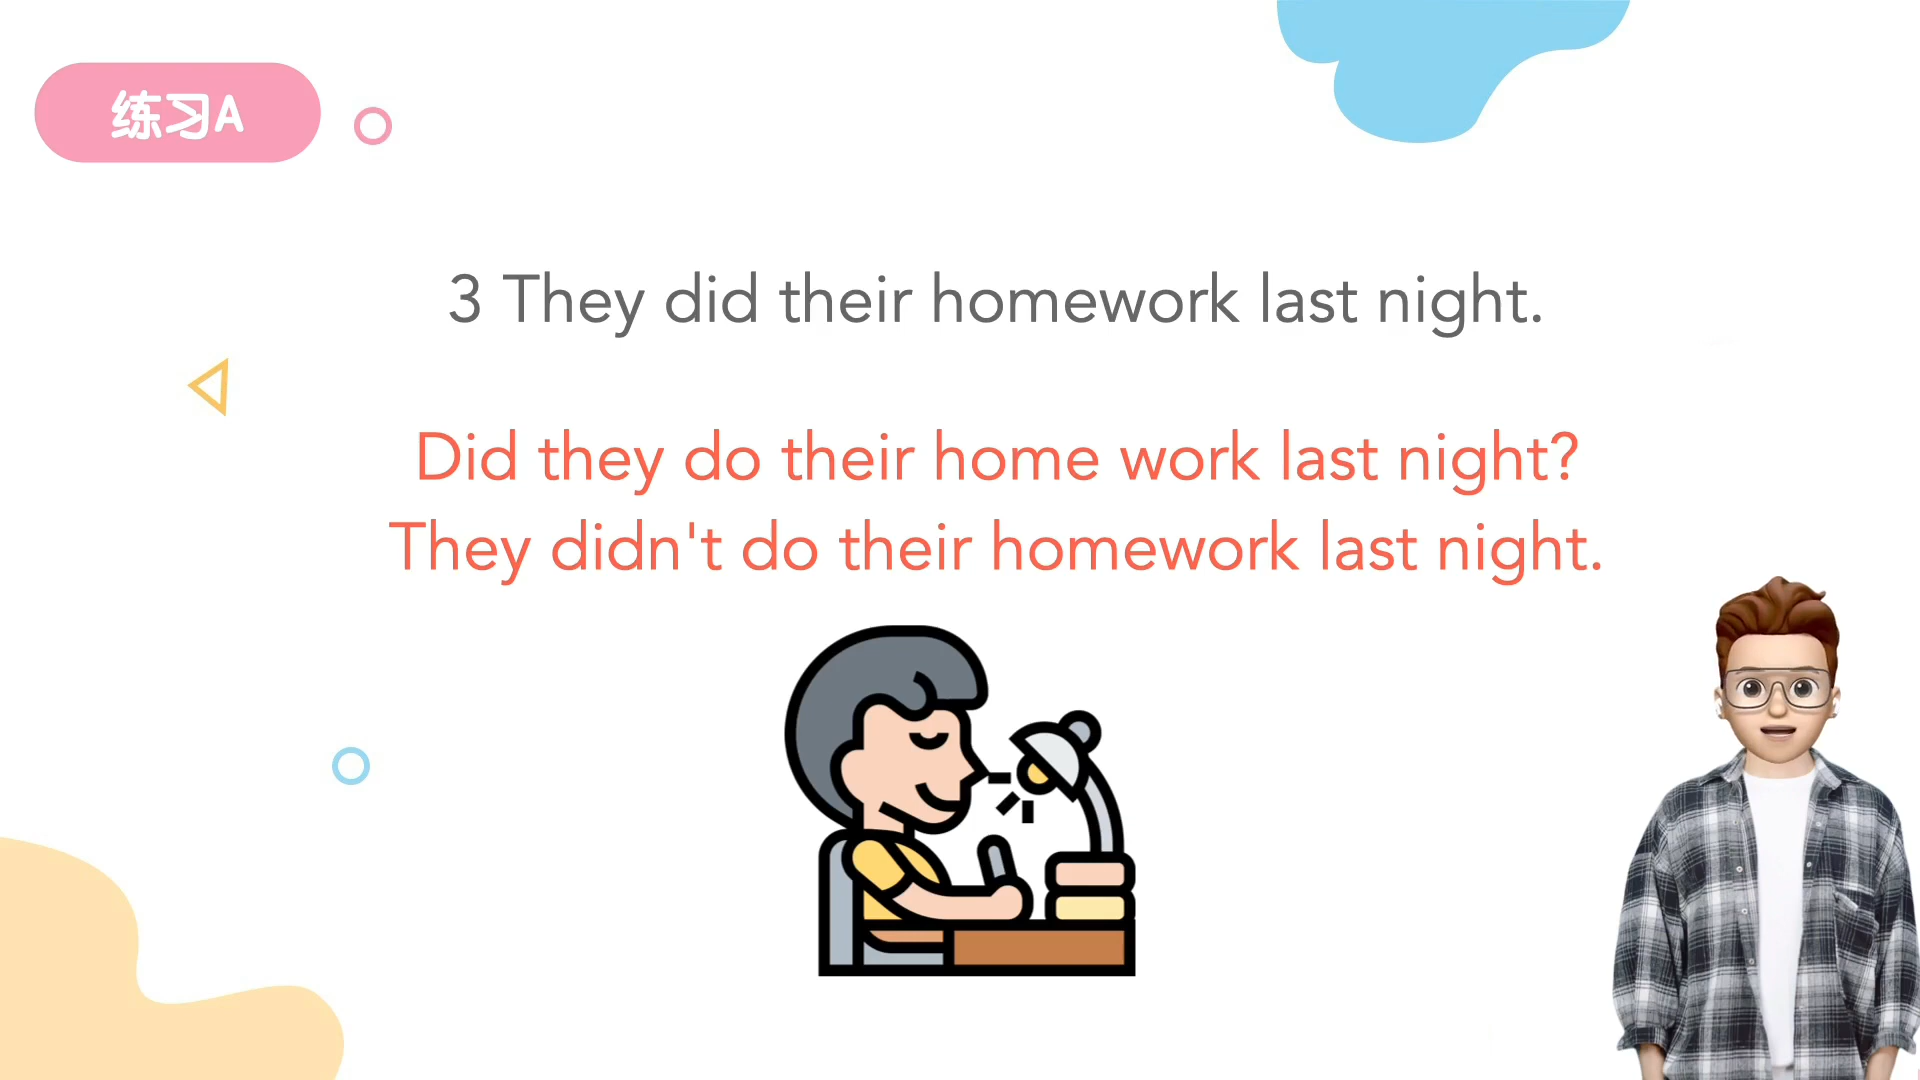 练习A
3 They did their homework last night.
Did they do their home work last night?
They didn't do their homework last night.